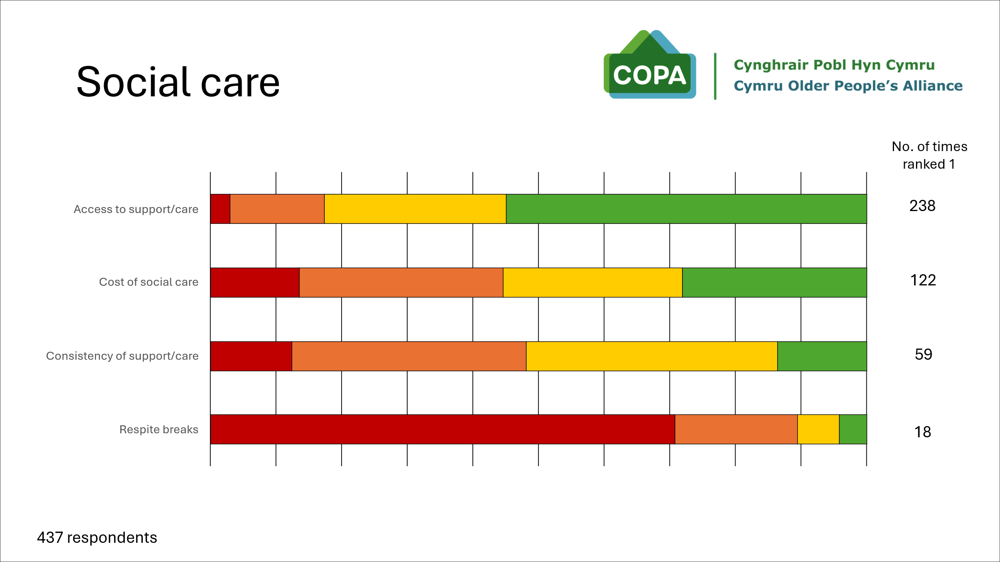 Social care
COPA
Cynghrair Pobl Hyn Cymru
Cymru Older People’s Alliance
No. of times
ranked 1
Access to support/care
238
Cost of social care
122
Consistency of support/care
59
Respite breaks
18
437 respondents